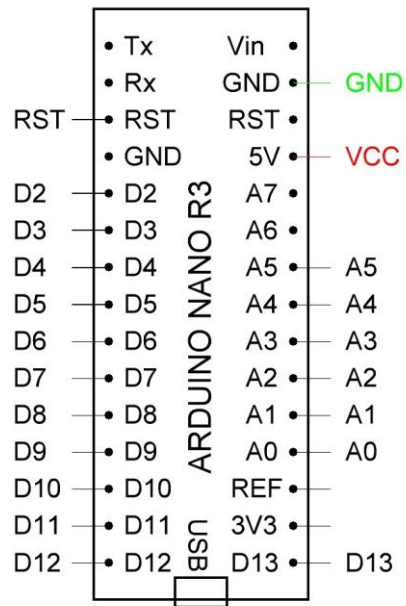 Tx Vin
Rx GND GND
RST RST RST
GND 5V VCC
D2 D2 A7
D3 D3 A6
D4 D4 A5 A5
D5 D5 A4 A4
D6 D6 A3 A3
D7 D7 A2 A2
D8 D8 A1 A1
D9 D9 A0 A0
D10 D10 REF
D11 D11 3V3
D12 D12 D13 D13
ARDUINO NANO R3
USB